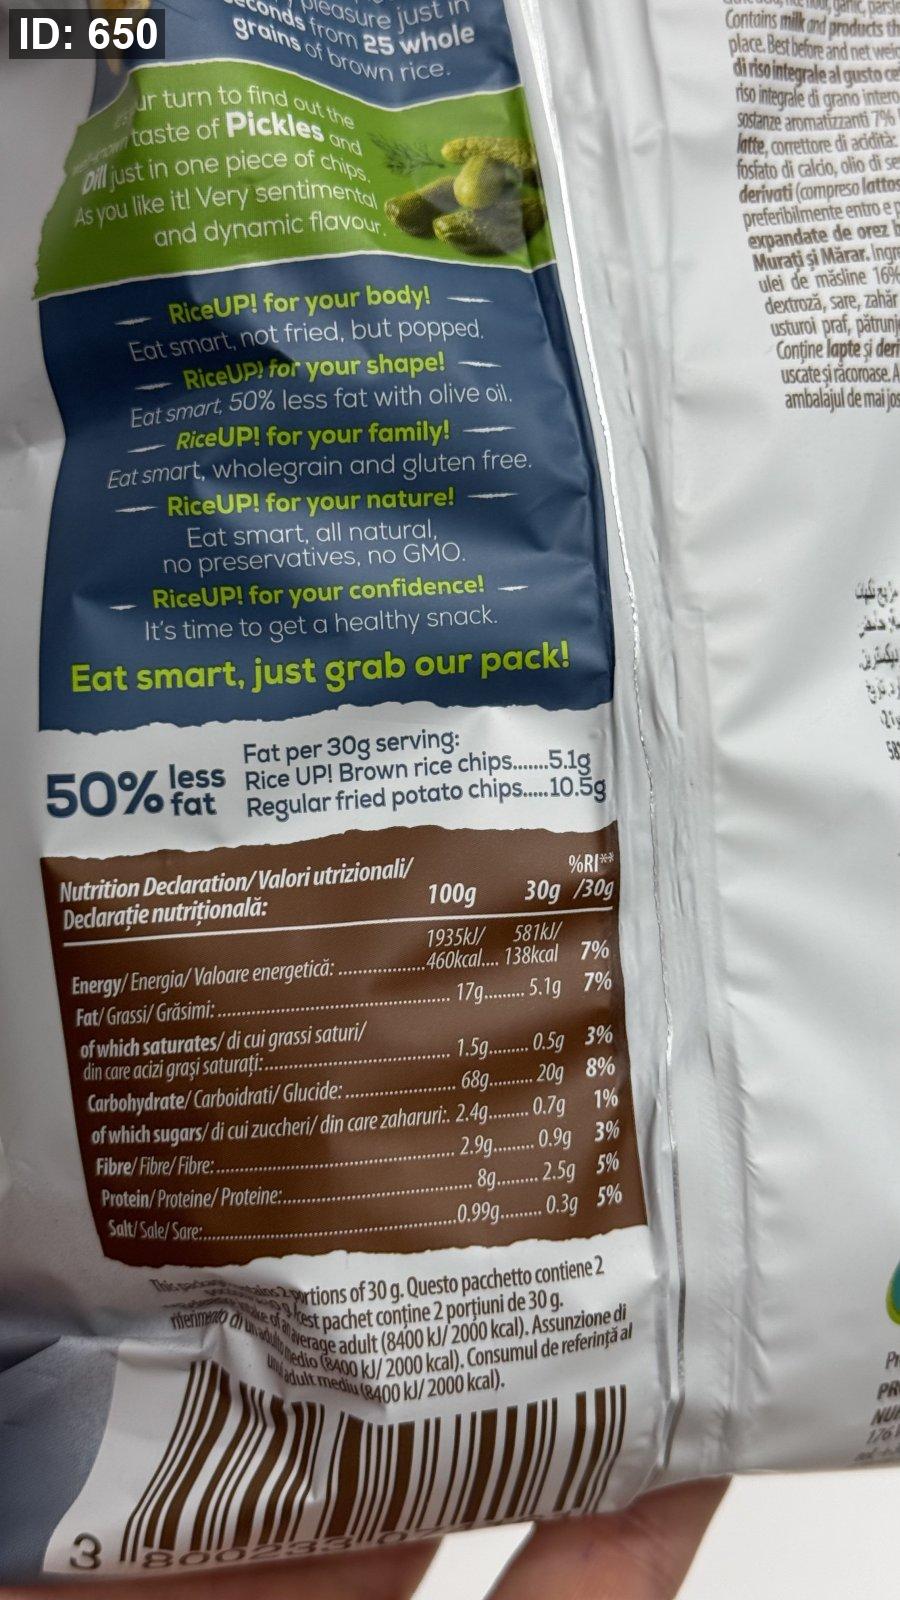 ID: 650
pleasure just in
seconds from 25 whole
grains of brown rice.
turn to find out the
taste of Pickles and
Dill just in one piece of chips.
As you like it! Very sentimental
and dynamic flavour.
RiceUP! for your body!
Eat smart, not fried, but popped.
RiceUP! for your shape!
Eat smart, 50% less fat with olive oil.
RiceUP! for your family!
Eat smart, wholegrain and gluten free.
RiceUP! for your nature!
Eat smart, all natural,
no preservatives, no GMO.
RiceUP! for your confidence!
It's time to get a healthy snack.
Eat smart, just grab our pack!
50% less fat
Fat per 30g serving:
Rice UP! Brown rice chips.......5.1g
Regular fried potato chips.....10.5g
Nutrition Declaration/ Valori utrizionali/
Declarație nutrițională:
100g 30g %RI** /30g
Energy/ Energia/ Valoare energetică: 1935kJ/ 460kcal.... 581kJ/ 138kcal 7%
Fat/ Grassi/ Grăsimi: 17g......... 5.1g 7%
of which saturates/ di cui grassi saturi/
din care acizi grași saturați: 1.5g......... 0.5g 3%
Carbohydrate/ Carboidrati/ Glucide: 68g.......... 20g 8%
of which sugars/ di cui zuccheri/ din care zaharuri:. 2.4g......... 0.7g 1%
Fibre/ Fibre/ Fibre: 2.9g......... 0.9g 3%
Protein/ Proteine/ Proteine: 8g......... 2.5g 5%
Salt/ Sale/ Sare: 0.99g......... 0.3g 5%
portions of 30 g. Questo pacchetto contiene 2
pachet conține 2 porțiuni de 30 g.
average adult (8400 kJ/ 2000 kcal). Assunzione di
riferimento di un adulto medio (8400 kJ/ 2000 kcal). Consumul de referință al
unui adult mediu (8400 kJ/ 2000 kcal).
3 800233
Contains milk and products
place. Best before and net
di riso integrale al gusto
riso integrale di grano
sostanze aromatizzanti 7%
latte, correttore di acidità:
fosfato di calcio, olio di
derivati (compreso
preferibilmente entro e
expandate de orez
Murați și Mărar.
ulei de măsline 16%
dextroză, sare, zahăr
usturoi praf,
Conține lapte și
uscate și răcoroase.
ambalajul de mai jos